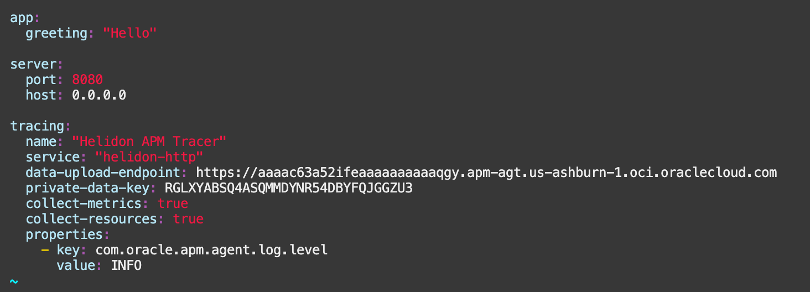 app:
  greeting: "Hello"

server:
  port: 8080
  host: 0.0.0.0

tracing:
  name: "Helidon APM Tracer"
  service: "helidon-http"
  data-upload-endpoint: https://aaaac63a52ifeaaaaaaaaaaqgy.apm-agt.us-ashburn-1.oci.oraclecloud.com
  private-data-key: RGLXYABSQ4ASQMMDYNR54DBYFQJGGZU3
  collect-metrics: true
  collect-resources: true
  properties:
    - key: com.oracle.apm.agent.log.level
      value: INFO
~